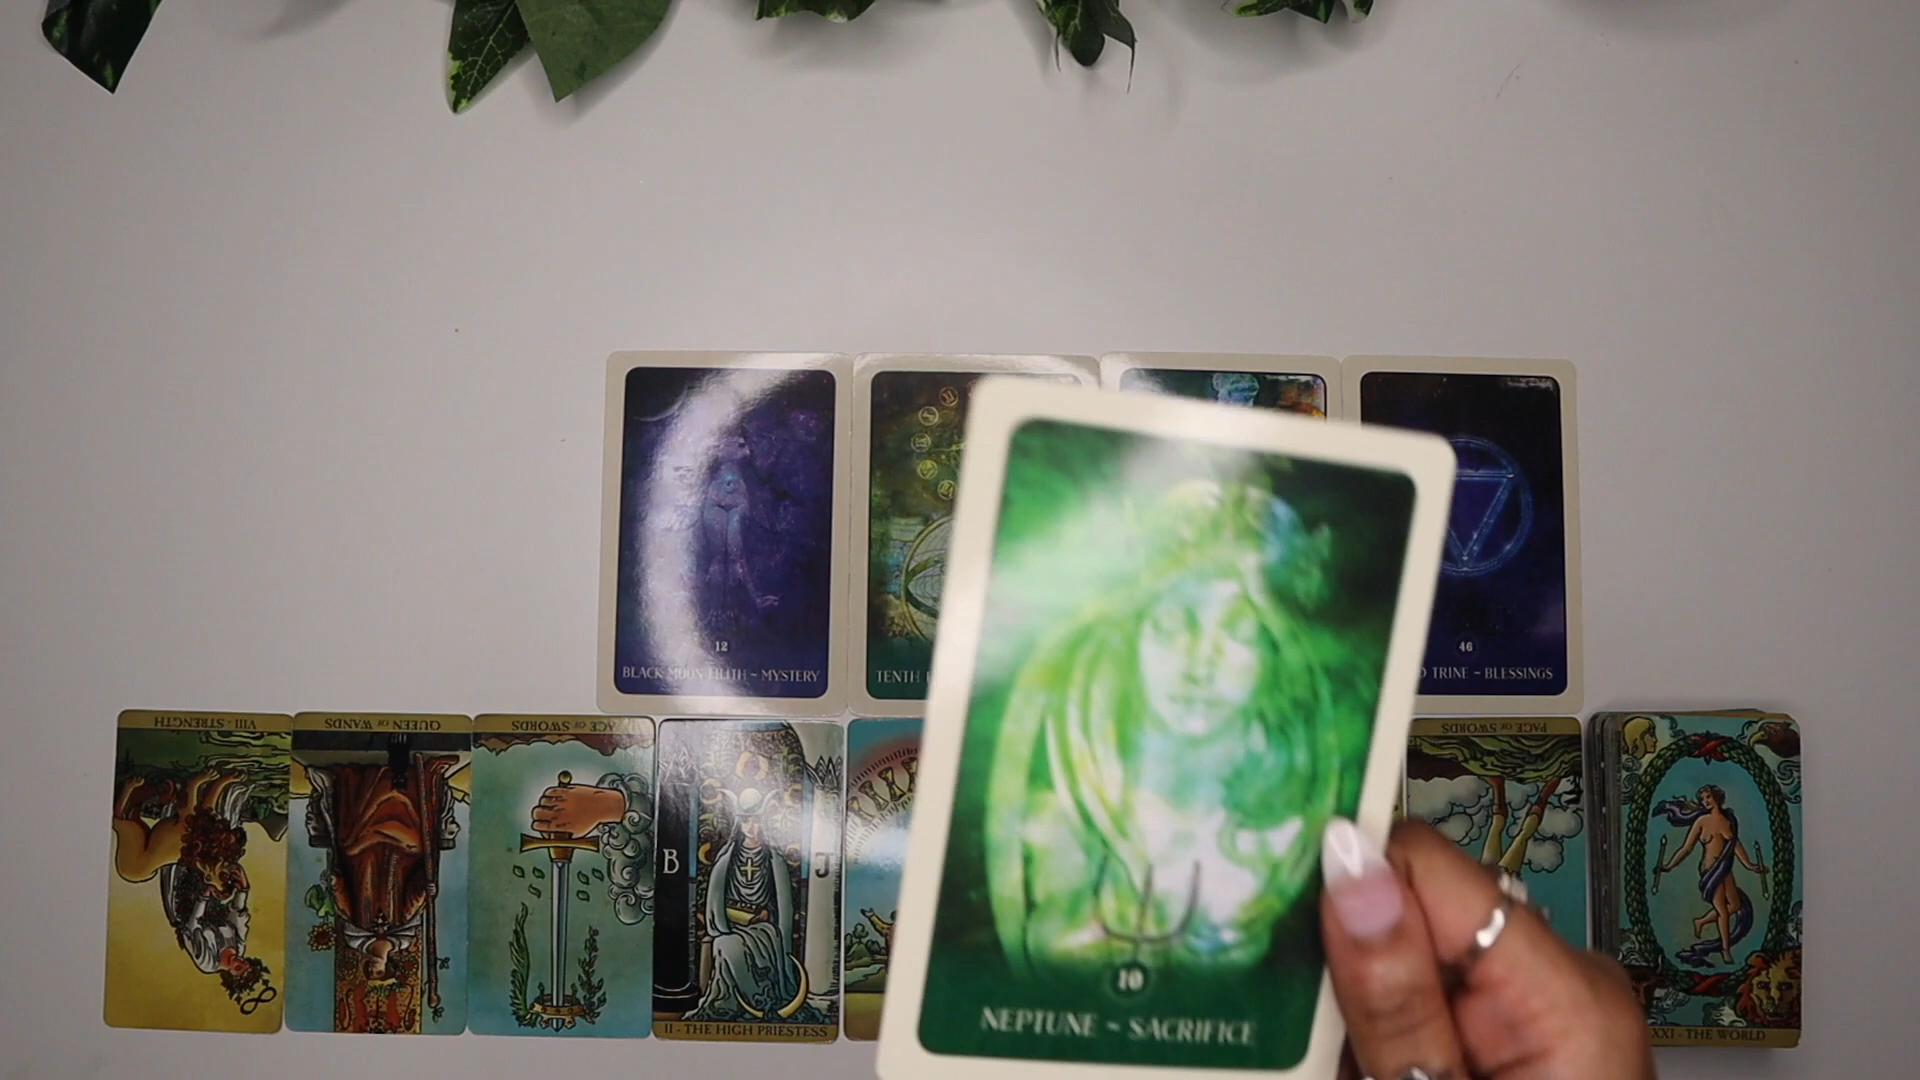 12
BLACK MOON LILITH ~ MYSTERY
TENTH
46
TRINE ~ BLESSINGS
10
NEPTUNE ~ SACRIFICE
VIII - STRENGTH
QUEEN OF WANDS
ACE OF SWORDS
B
J
II - THE HIGH PRIESTESS
PAGE OF SWORDS
XXI - THE WORLD